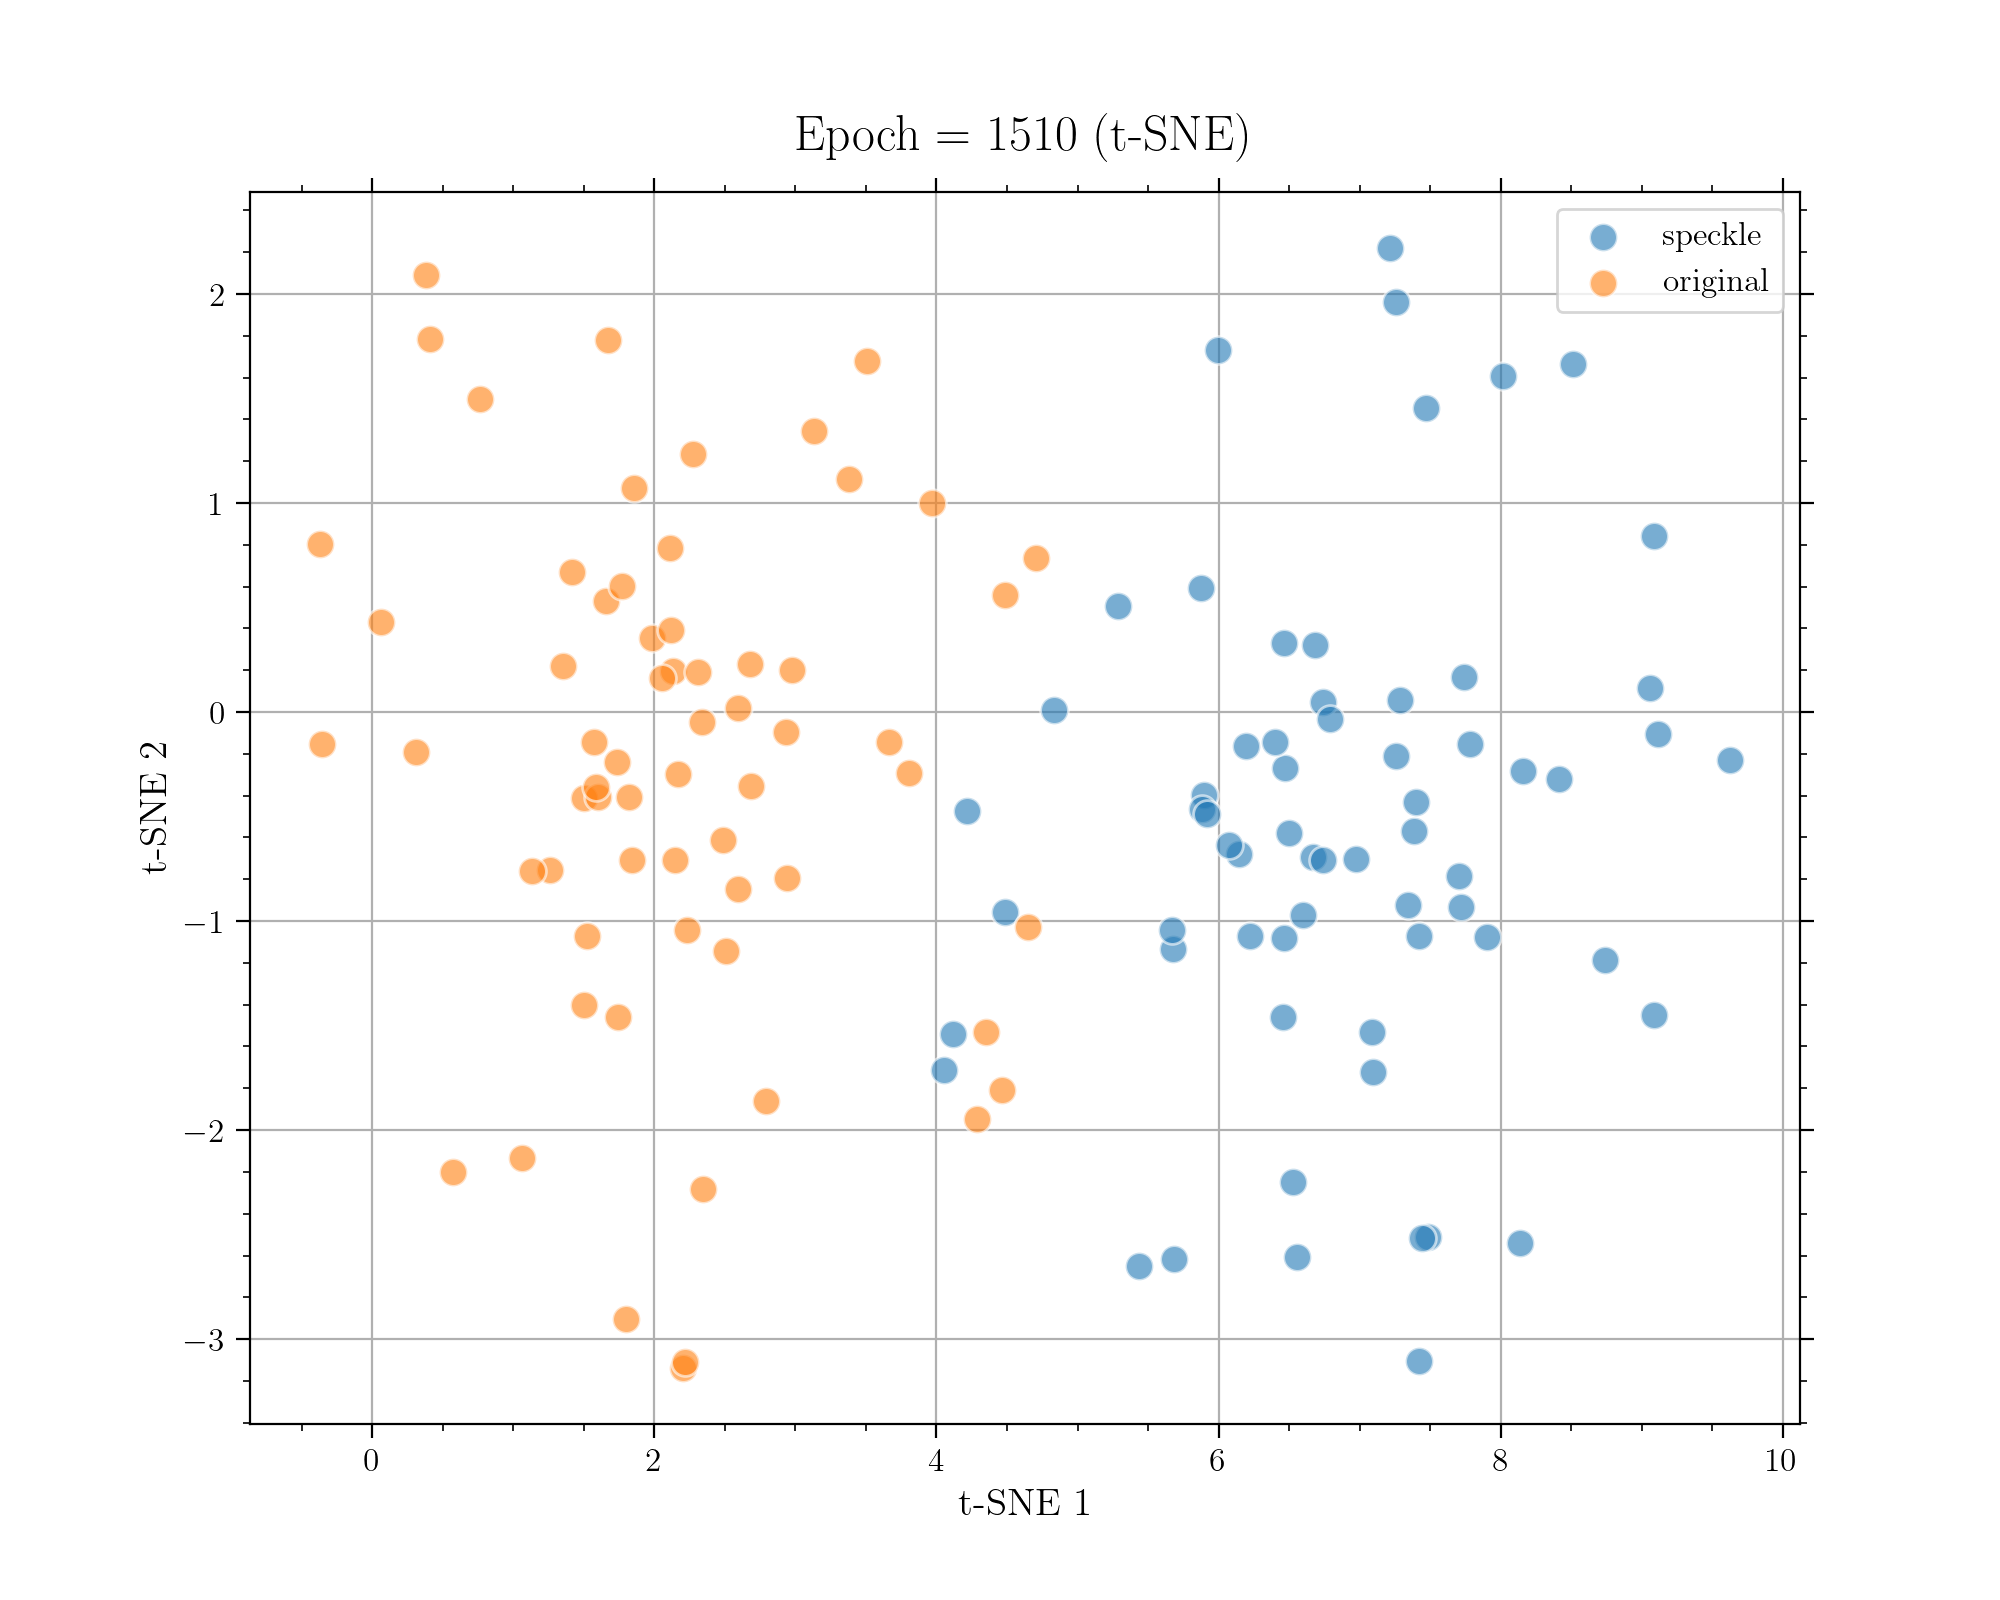 Epoch = 1510 (t-SNE)
speckle
original
2
1
0
−1
−2
−3
t-SNE 2
0
2
4
6
8
10
t-SNE 1